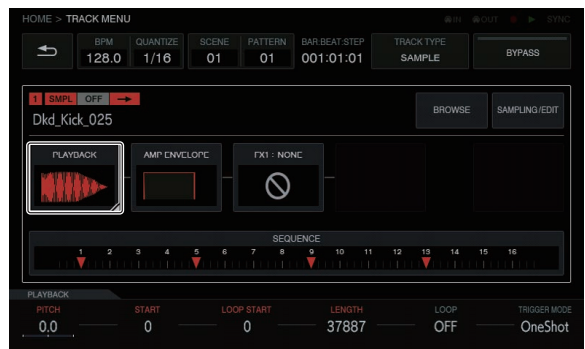 HOME > TRACK MENU
IN OUT SYNC
BPM QUANTIZE SCENE PATTERN BAR:BEAT:STEP TRACK TYPE BYPASS
128.0 1/16 01 01 001:01:01 SAMPLE
1 SMPL OFF
Dkd_Kick_025
BROWSE SAMPLING/EDIT
PLAYBACK AMP ENVELOPE FX1 : NONE
SEQUENCE
1 2 3 4 5 6 7 8 9 10 11 12 13 14 15 16
PLAYBACK
PITCH START LOOP START LENGTH LOOP TRIGGER MODE
0.0 0 0 37887 OFF OneShot